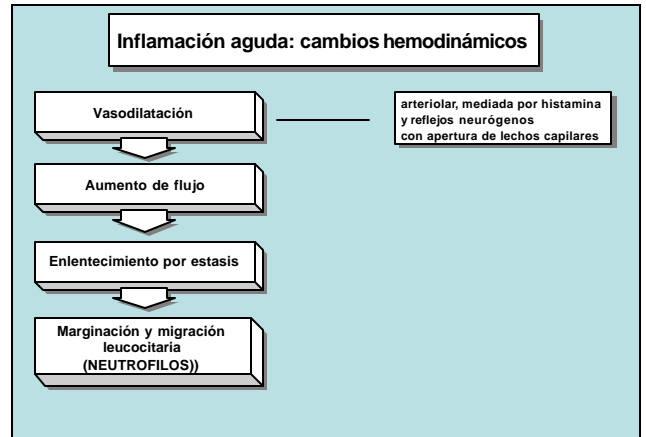 Inflamación aguda: cambios hemodinámicos
Vasodilatación
arteriolar, mediada por histamina
y reflejos neurógenos
con apertura de lechos capilares
Aumento de flujo
Enlentecimiento por estasis
Marginación y migración
leucocitaria
(NEUTROFILOS))